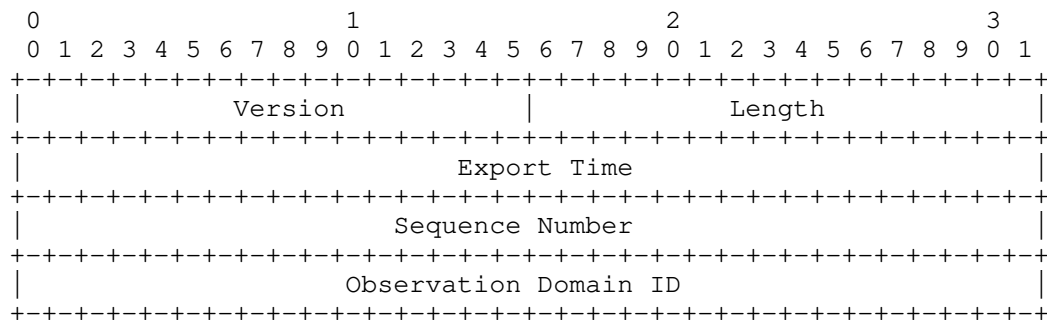 0                   1                   2                   3
 0 1 2 3 4 5 6 7 8 9 0 1 2 3 4 5 6 7 8 9 0 1 2 3 4 5 6 7 8 9 0 1
+-+-+-+-+-+-+-+-+-+-+-+-+-+-+-+-+-+-+-+-+-+-+-+-+-+-+-+-+-+-+-+-+
|             Version           |            Length             |
+-+-+-+-+-+-+-+-+-+-+-+-+-+-+-+-+-+-+-+-+-+-+-+-+-+-+-+-+-+-+-+-+
|                           Export Time                         |
+-+-+-+-+-+-+-+-+-+-+-+-+-+-+-+-+-+-+-+-+-+-+-+-+-+-+-+-+-+-+-+-+
|                       Sequence Number                         |
+-+-+-+-+-+-+-+-+-+-+-+-+-+-+-+-+-+-+-+-+-+-+-+-+-+-+-+-+-+-+-+-+
|                    Observation Domain ID                      |
+-+-+-+-+-+-+-+-+-+-+-+-+-+-+-+-+-+-+-+-+-+-+-+-+-+-+-+-+-+-+-+-+